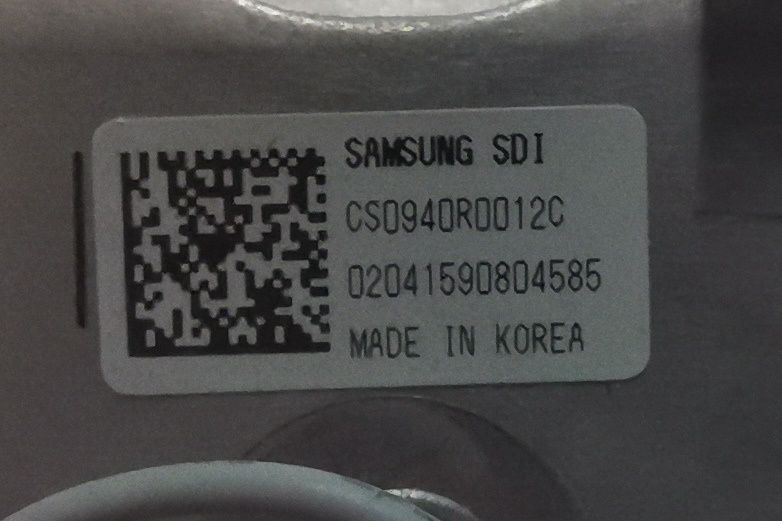 SAMSUNG SDI
CS0940R0012C
02041590804585
MADE IN KOREA